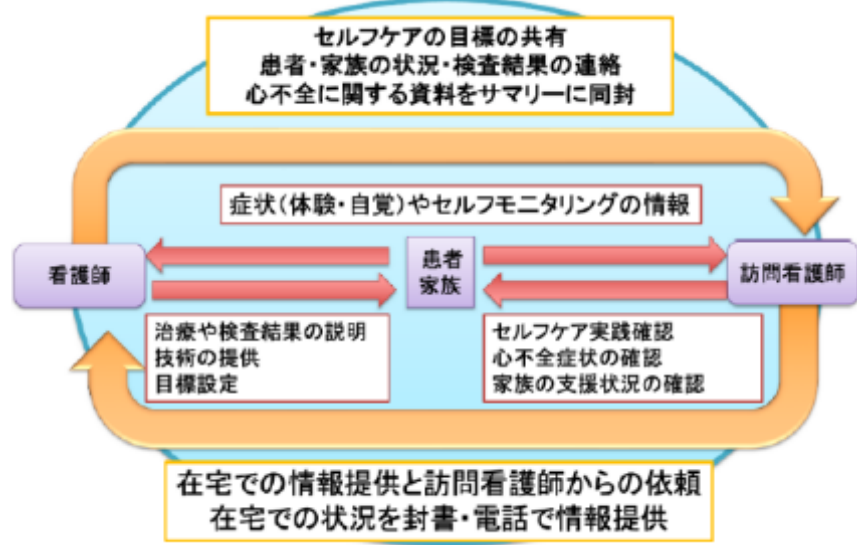 セルフケアの目標の共有
患者・家族の状況・検査結果の連絡
心不全に関する資料をサマリーに同封
症状(体験・自覚)やセルフモニタリングの情報
看護師
患者
家族
訪問看護師
治療や検査結果の説明
技術の提供
目標設定
セルフケア実践確認
心不全症状の確認
家族の支援状況の確認
在宅での情報提供と訪問看護師からの依頼
在宅での状況を封書・電話で情報提供